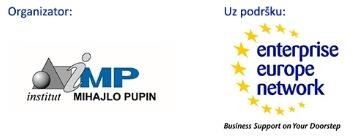 Organizator:
iMP
institut MIHAJLO PUPIN
Uz podršku:
enterprise
europe
network
Business Support on Your Doorstep